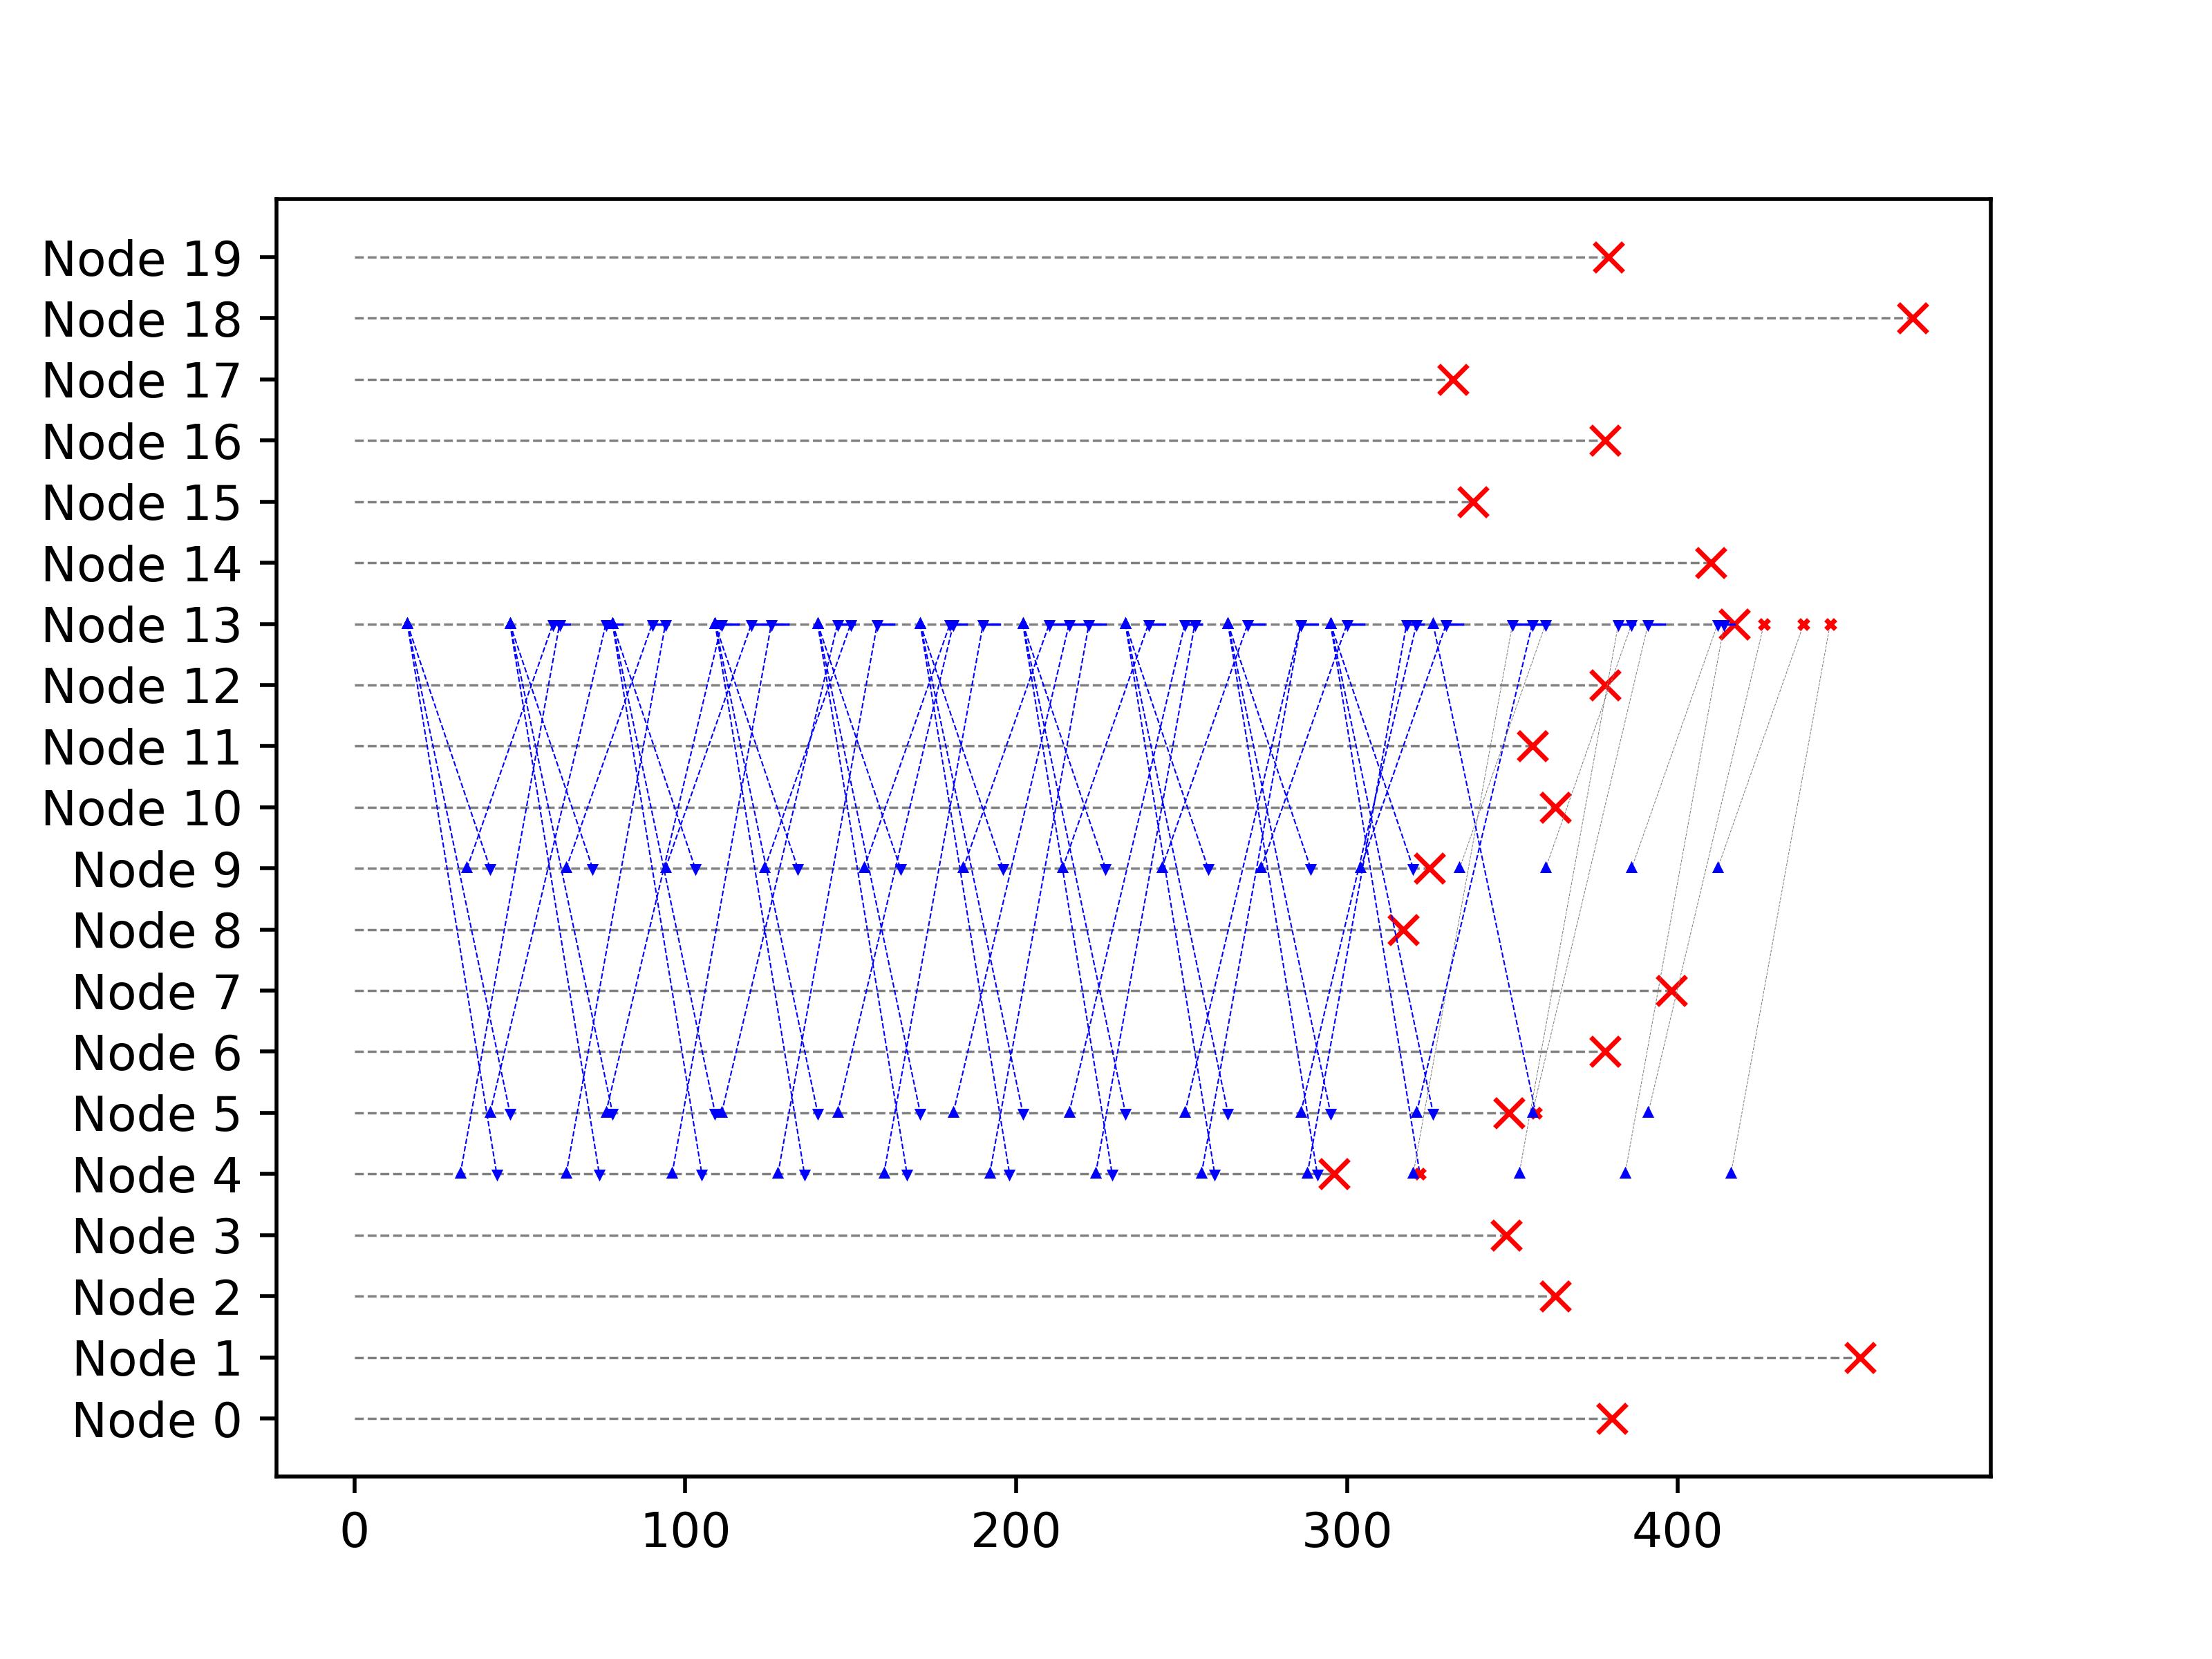 Node 19
Node 18
Node 17
Node 16
Node 15
Node 14
Node 13
Node 12
Node 11
Node 10
Node 9
Node 8
Node 7
Node 6
Node 5
Node 4
Node 3
Node 2
Node 1
Node 0
0 100 200 300 400